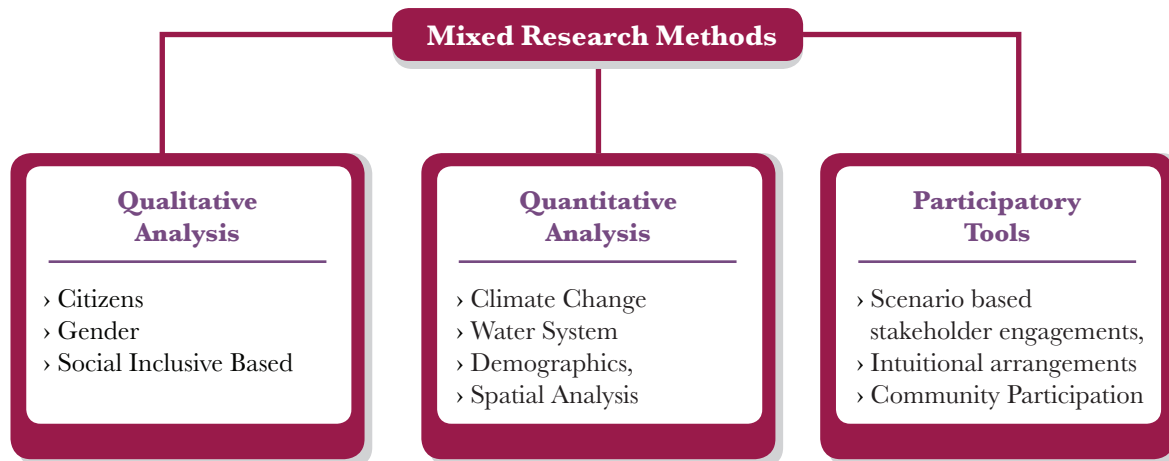 Mixed Research Methods
Qualitative
Analysis
› Citizens
› Gender
› Social Inclusive Based
Quantitative
Analysis
› Climate Change
› Water System
› Demographics,
› Spatial Analysis
Participatory
Tools
› Scenario based
stakeholder engagements,
› Intuitional arrangements
› Community Participation